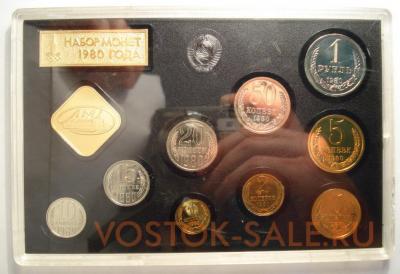 НАБОР МОНЕТ
1980 ГОДА
1
РУБЛЬ
1980
50
КОПЕЕК
1980
20
КОПЕЕК
1980
5
КОПЕЕК
1980
15
КОПЕЕК
1980
10
VOSTOK-SALE.RU